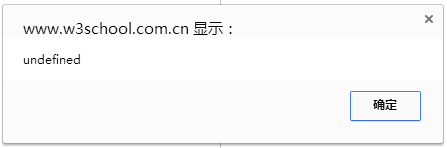 www.w3school.com.cn 显示：
undefined
确定